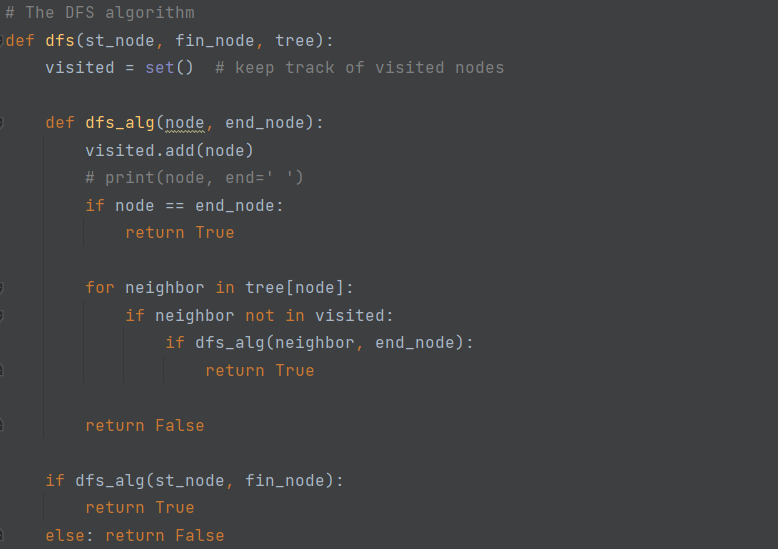 # The DFS algorithm
def dfs(st_node, fin_node, tree):
    visited = set()  # keep track of visited nodes

    def dfs_alg(node, end_node):
        visited.add(node)
        # print(node, end=' ')
        if node == end_node:
            return True

        for neighbor in tree[node]:
            if neighbor not in visited:
                if dfs_alg(neighbor, end_node):
                    return True

        return False

    if dfs_alg(st_node, fin_node):
        return True
    else: return False